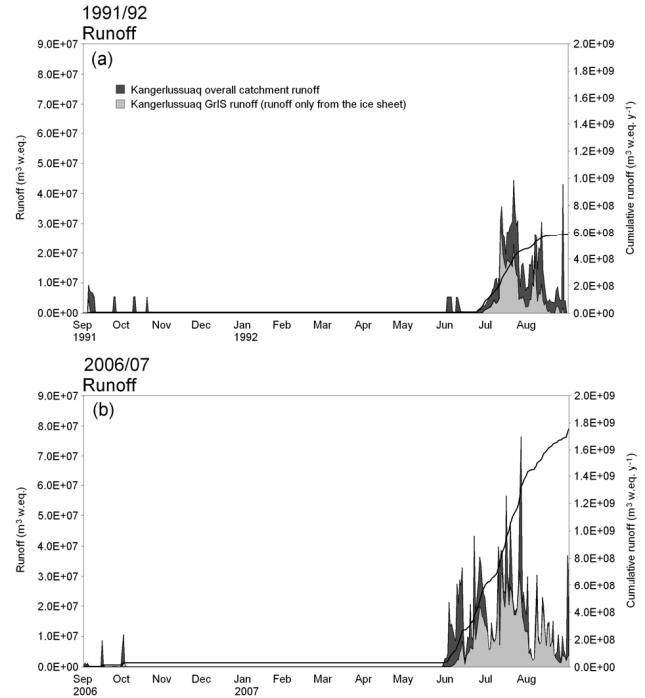 1991/92
Runoff
(a)
Kangerlussuaq overall catchment runoff
Kangerlussuaq GrIS runoff (runoff only from the ice sheet)
Runoff (m³ w.eq.)
9.0E+07
8.0E+07
7.0E+07
6.0E+07
5.0E+07
4.0E+07
3.0E+07
2.0E+07
1.0E+07
0.0E+00
Cumulative runoff (m³ w.eq. y⁻¹)
2.0E+09
1.8E+09
1.6E+09
1.4E+09
1.2E+09
1.0E+09
8.0E+08
6.0E+08
4.0E+08
2.0E+08
0.0E+00
Sep Oct Nov Dec Jan Feb Mar Apr May Jun Jul Aug
1991 1992
2006/07
Runoff
(b)
Runoff (m³ w.eq.)
9.0E+07
8.0E+07
7.0E+07
6.0E+07
5.0E+07
4.0E+07
3.0E+07
2.0E+07
1.0E+07
0.0E+00
Cumulative runoff (m³ w.eq. y⁻¹)
2.0E+09
1.8E+09
1.6E+09
1.4E+09
1.2E+09
1.0E+09
8.0E+08
6.0E+08
4.0E+08
2.0E+08
0.0E+00
Sep Oct Nov Dec Jan Feb Mar Apr May Jun Jul Aug
2006 2007